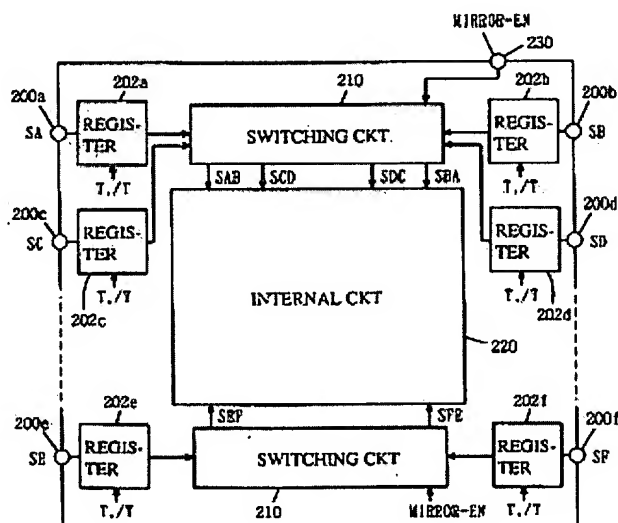 MIRROR-EN
230
202a
210
202b
200a
200b
SA
REGIS-
TER
SWITCHING CKT.
REGIS-
TER
SB
SAB
SCD
SDC
SBA
200c
200d
SC
REGIS-
TER
REGIS-
TER
SD
INTERNAL CKT
202c
202d
220
202e
SEF
SFE
202f
200e
200f
SE
REGIS-
TER
SWITCHING CKT
REGIS-
TER
SF
210
MIRROR-EN